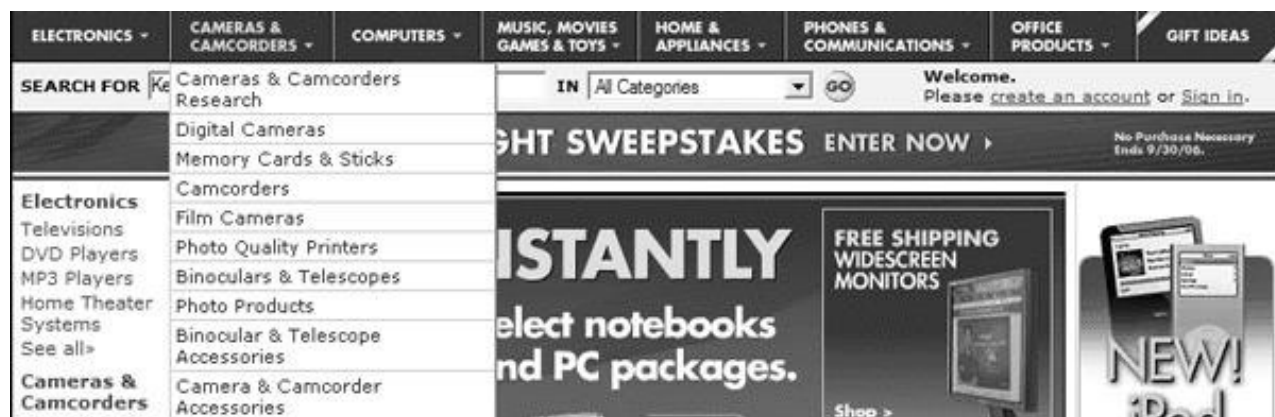 ELECTRONICS
CAMERAS &
CAMCORDERS
COMPUTERS
MUSIC, MOVIES
GAMES & TOYS
HOME &
APPLIANCES
PHONES &
COMMUNICATIONS
OFFICE
PRODUCTS
GIFT IDEAS
SEARCH FOR Ke
IN All Categories GO
Welcome.
Please create an account or Sign in.
Cameras & Camcorders
Research
Digital Cameras
Memory Cards & Sticks
Camcorders
Film Cameras
Photo Quality Printers
Binoculars & Telescopes
Photo Products
Binocular & Telescope
Accessories
Camera & Camcorder
Accessories
GHT SWEEPSTAKES ENTER NOW
No Purchase Necessary
Ends 9/30/06.
Electronics
Televisions
DVD Players
MP3 Players
Home Theater
Systems
See all»
Cameras &
Camcorders
NSTANTLY
elect notebooks
nd PC packages.
FREE SHIPPING
WIDESCREEN
MONITORS
Shop >
NEW!
iPod